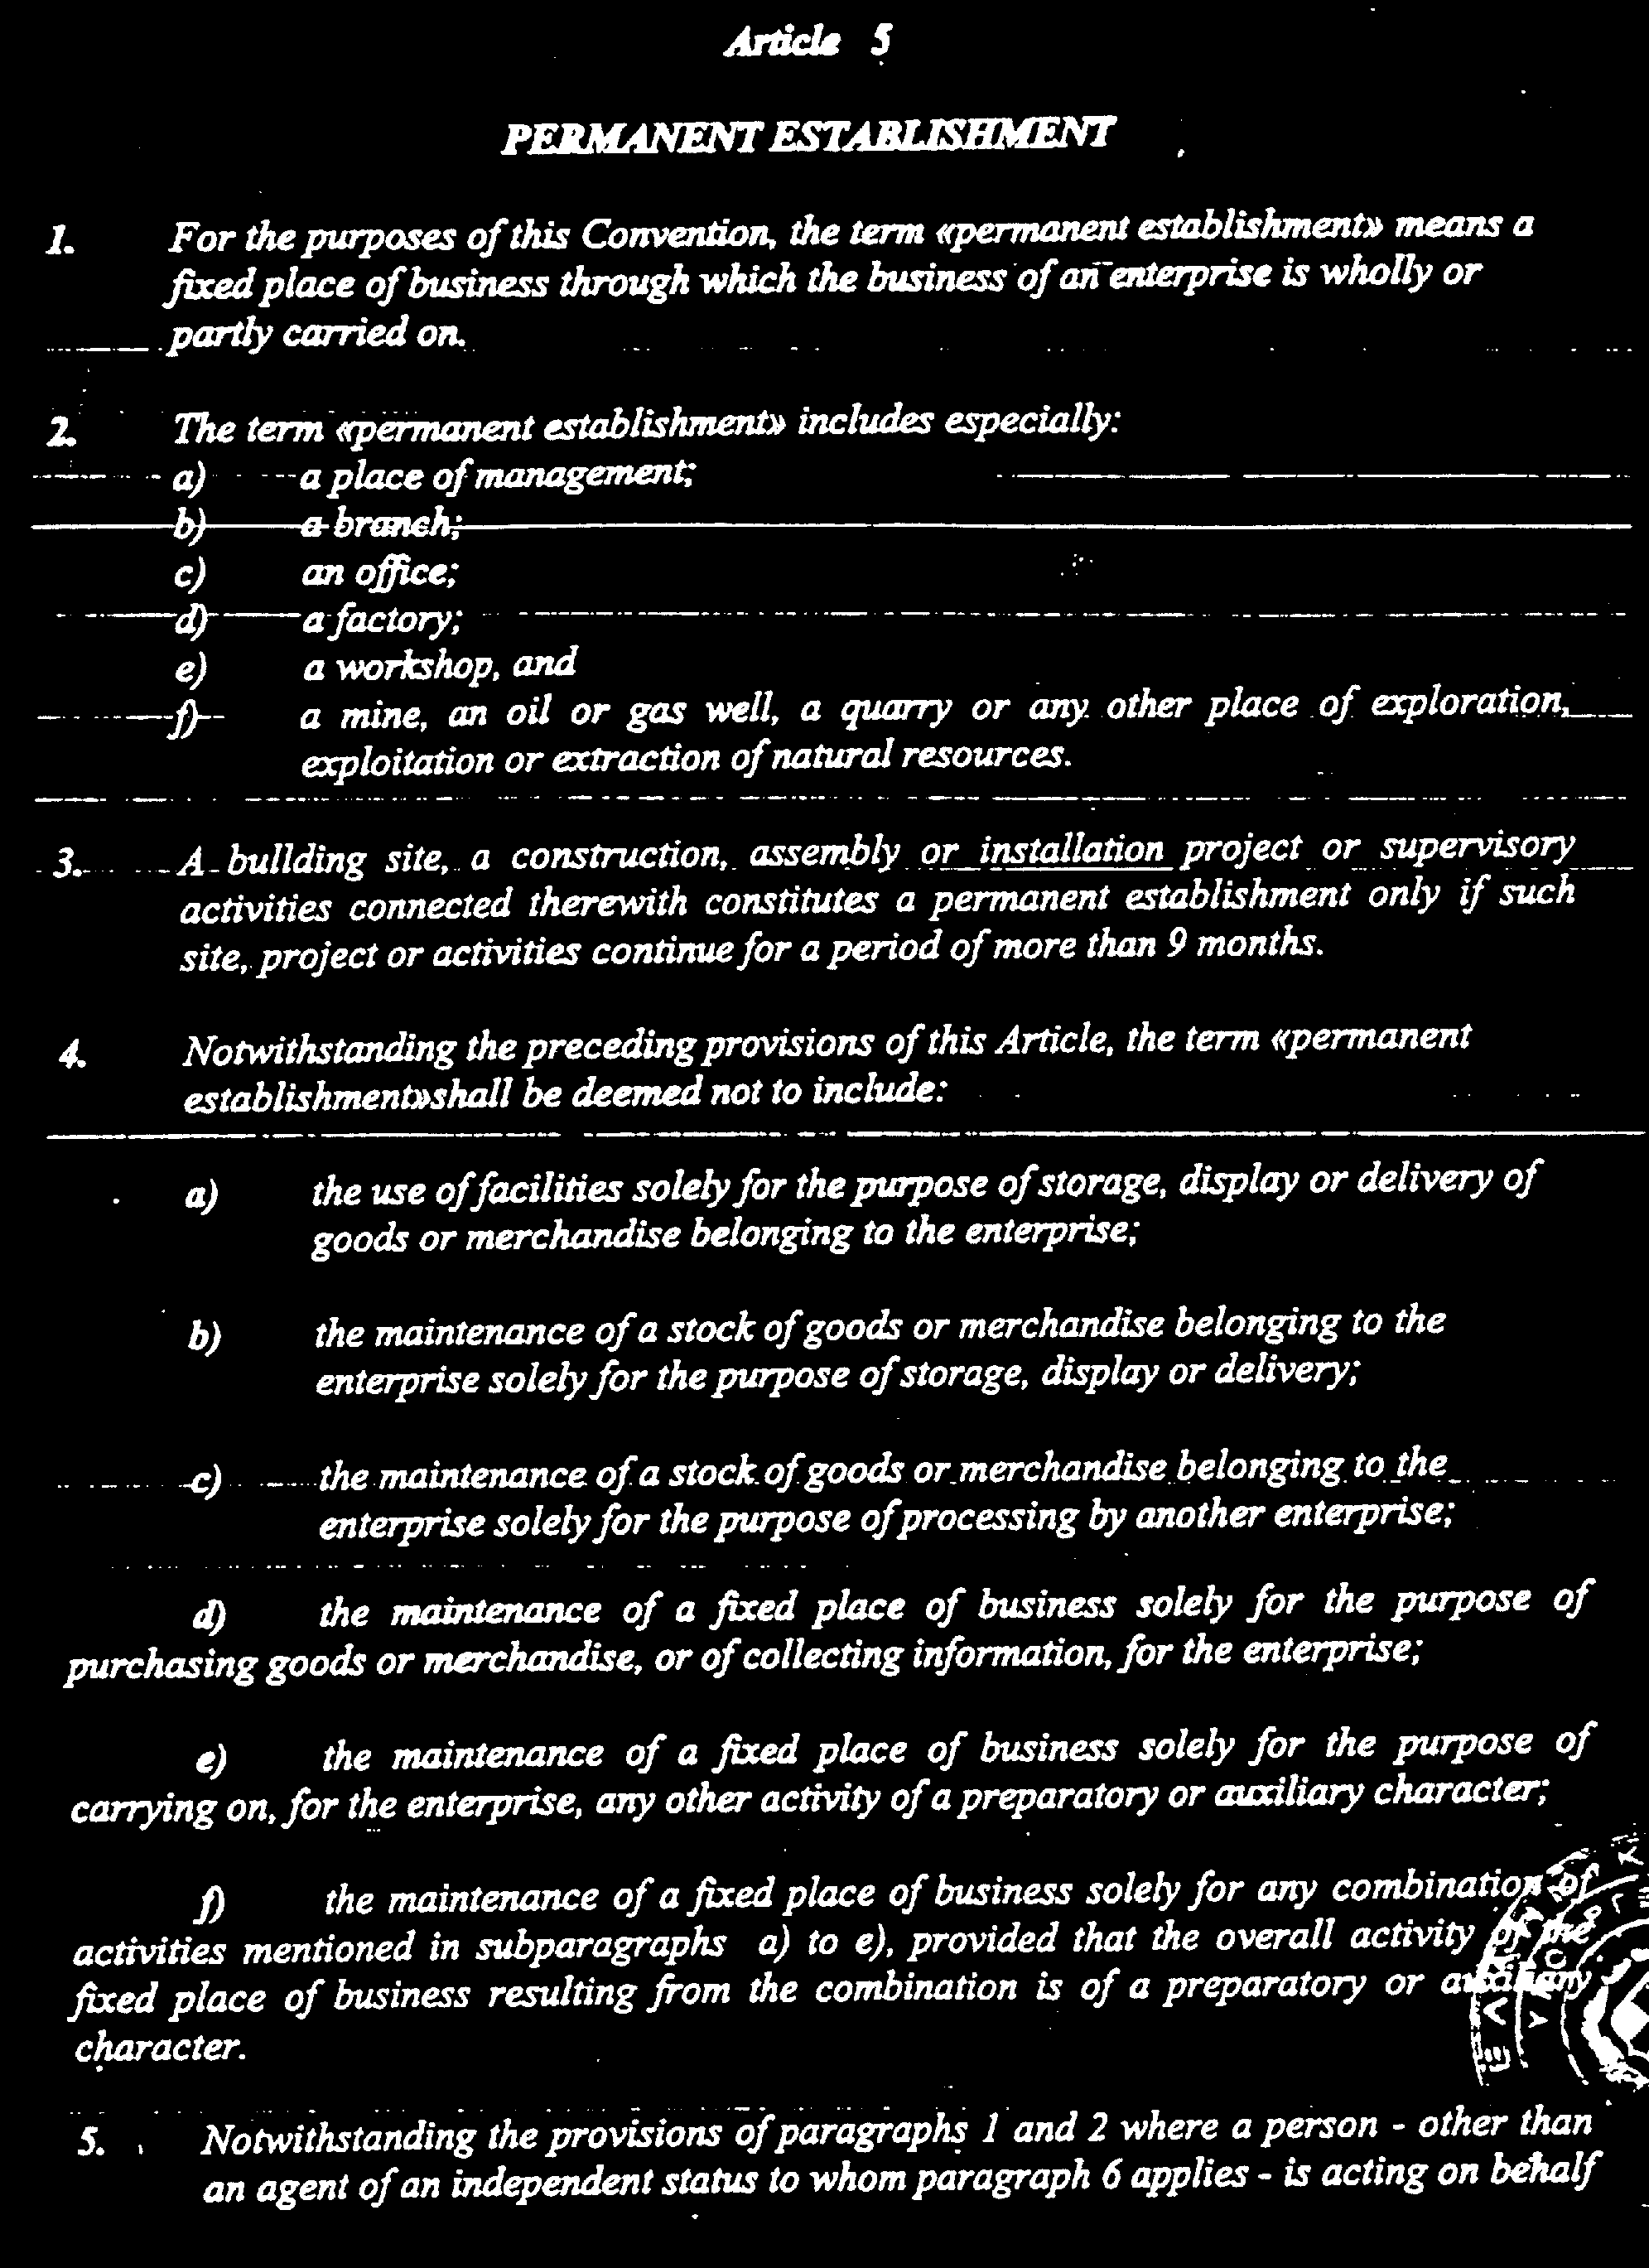 Article 5
PERMANENT ESTABLISHMENT
1. For the purposes of this Convention, the term «permanent establishment» means a
fixed place of business through which the business of an enterprise is wholly or
partly carried on.
2. The term «permanent establishment» includes especially:
a) a place of management;
b) a branch;
c) an office;
d) a factory;
e) a workshop, and
f) a mine, an oil or gas well, a quarry or any other place of exploration,
exploitation or extraction of natural resources.
3. A building site, a construction, assembly or installation project or supervisory
activities connected therewith constitutes a permanent establishment only if such
site, project or activities continue for a period of more than 9 months.
4. Notwithstanding the preceding provisions of this Article, the term «permanent
establishment»shall be deemed not to include:
a) the use of facilities solely for the purpose of storage, display or delivery of
goods or merchandise belonging to the enterprise;
b) the maintenance of a stock of goods or merchandise belonging to the
enterprise solely for the purpose of storage, display or delivery;
c) the maintenance of a stock of goods or merchandise belonging to the
enterprise solely for the purpose of processing by another enterprise;
d) the maintenance of a fixed place of business solely for the purpose of
purchasing goods or merchandise, or of collecting information, for the enterprise;
e) the maintenance of a fixed place of business solely for the purpose of
carrying on, for the enterprise, any other activity of a preparatory or auxiliary character;
f) the maintenance of a fixed place of business solely for any combination of
activities mentioned in subparagraphs a) to e), provided that the overall activity of the
fixed place of business resulting from the combination is of a preparatory or auxiliary
character.
5. Notwithstanding the provisions of paragraphs 1 and 2 where a person - other than
an agent of an independent status to whom paragraph 6 applies - is acting on behalf